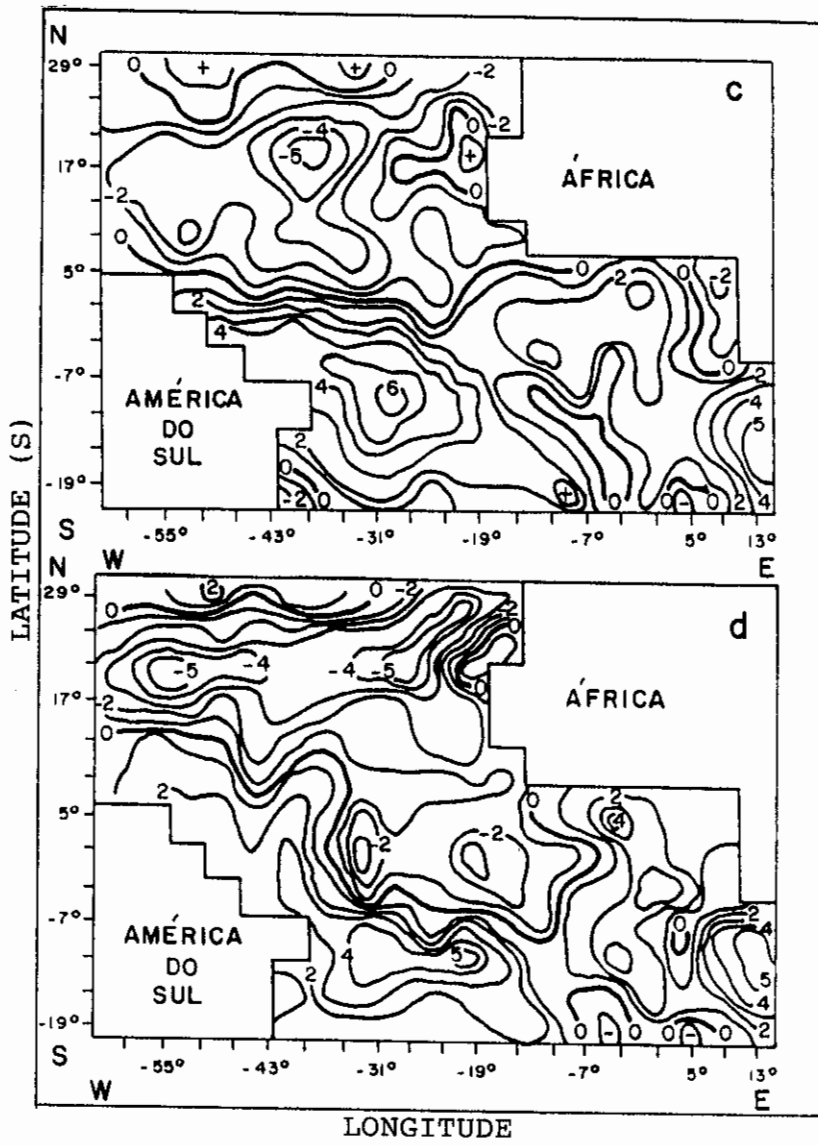 N
29° 0 + + 0 -2 C
-4 0 -2
17° -5 + ÁFRICA
-2 0
0
5° 0 -2 0 -2
2
4 0
-7° 2
AMÉRICA 4 6 4
DO 5
SUL 2
-19° 0 + 0 0 - 0 2 4
-2 0
S -55° -43° -31° -19° -7° 5° 13°
W E
LATITUDE (S)
N
29° 2 0 -2 -2 d
0 0
-5 -4 -4 -5
17° 0 ÁFRICA
-2
0
2 0 2
5° 4
-2 -2
-7° 2
AMÉRICA 0 4
DO 4 5 5
SUL 2 4
-19° 0 - 0 0 - 0 2
S
-55° -43° -31° -19° -7° 5° 13°
W E
LONGITUDE